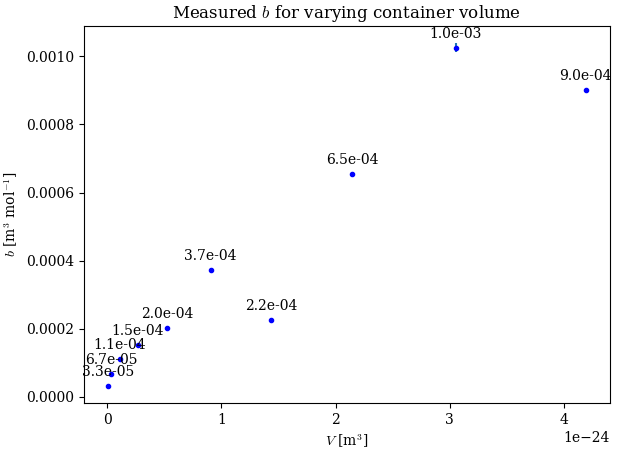 Measured b for varying container volume
1.0e-03
9.0e-04
6.5e-04
3.7e-04
2.2e-04
2.0e-04
1.5e-04
1.1e-04
6.7e-05
3.3e-05
0.0010
0.0008
0.0006
0.0004
0.0002
0.0000
b [m³ mol⁻¹]
0 1 2 3 4
1e−24
V [m³]